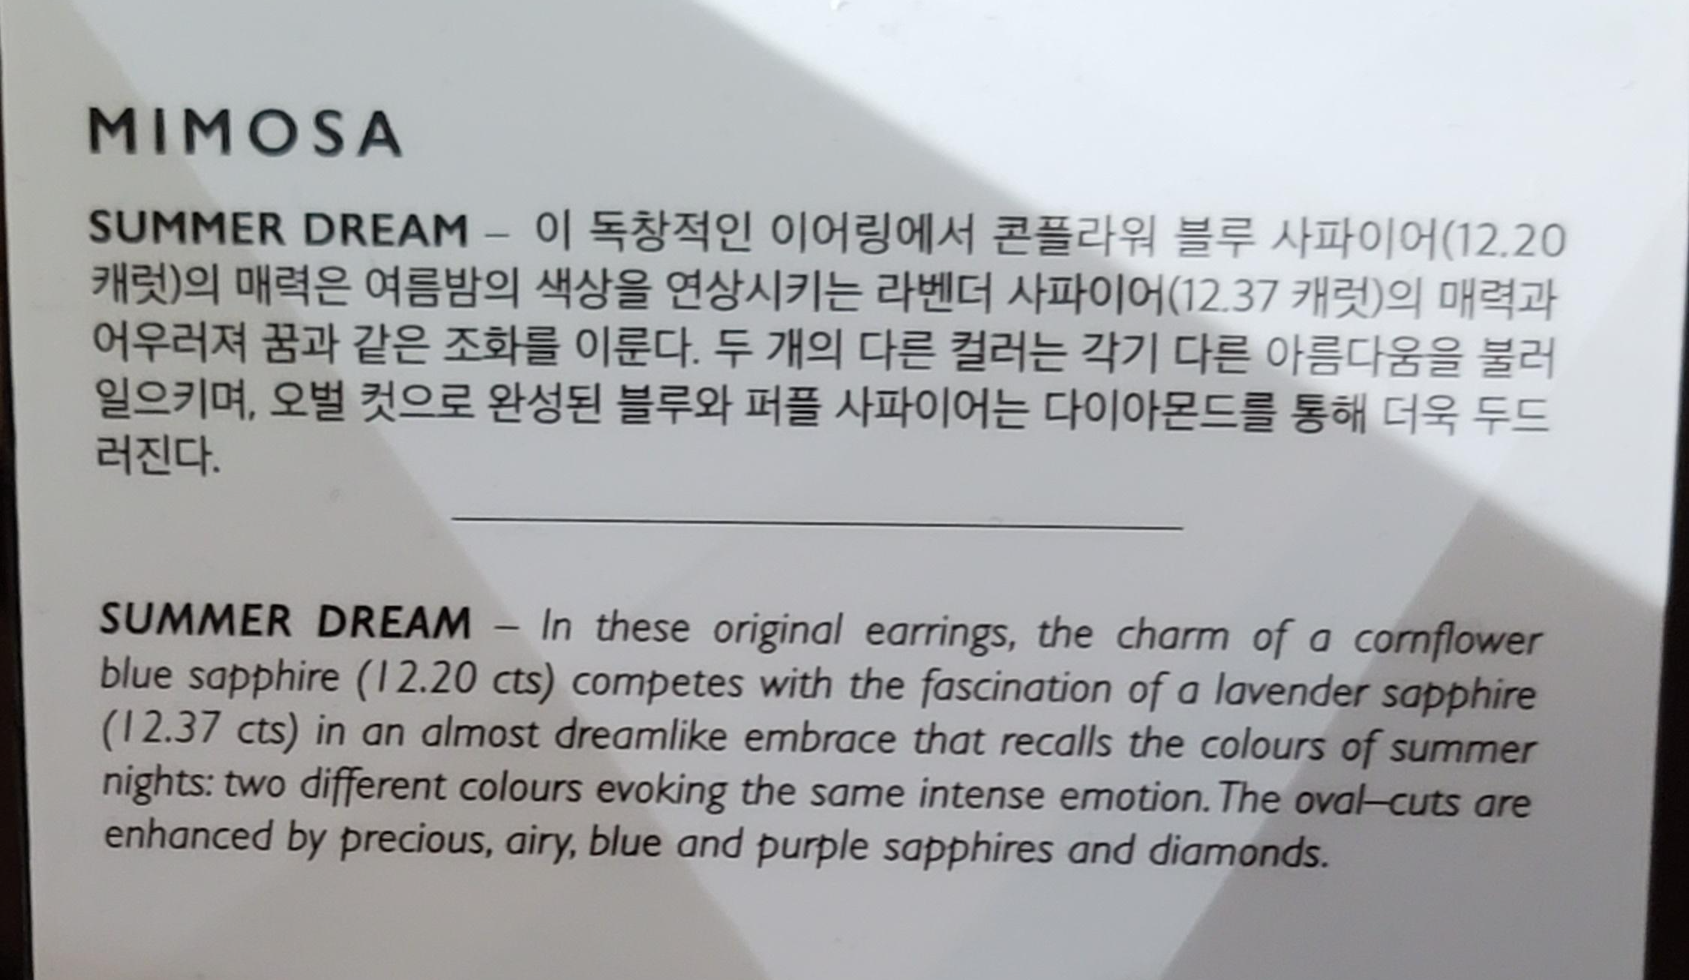 MIMOSA
SUMMER DREAM – 이 독창적인 이어링에서 콘플라워 블루 사파이어(12.20
캐럿)의 매력은 여름밤의 색상을 연상시키는 라벤더 사파이어(12.37 캐럿)의 매력과
어우러져 꿈과 같은 조화를 이룬다. 두 개의 다른 컬러는 각기 다른 아름다움을 불러
일으키며, 오벌 컷으로 완성된 블루와 퍼플 사파이어는 다이아몬드를 통해 더욱 두드
러진다.
SUMMER DREAM – In these original earrings, the charm of a cornflower
blue sapphire (12.20 cts) competes with the fascination of a lavender sapphire
(12.37 cts) in an almost dreamlike embrace that recalls the colours of summer
nights: two different colours evoking the same intense emotion. The oval–cuts are
enhanced by precious, airy, blue and purple sapphires and diamonds.